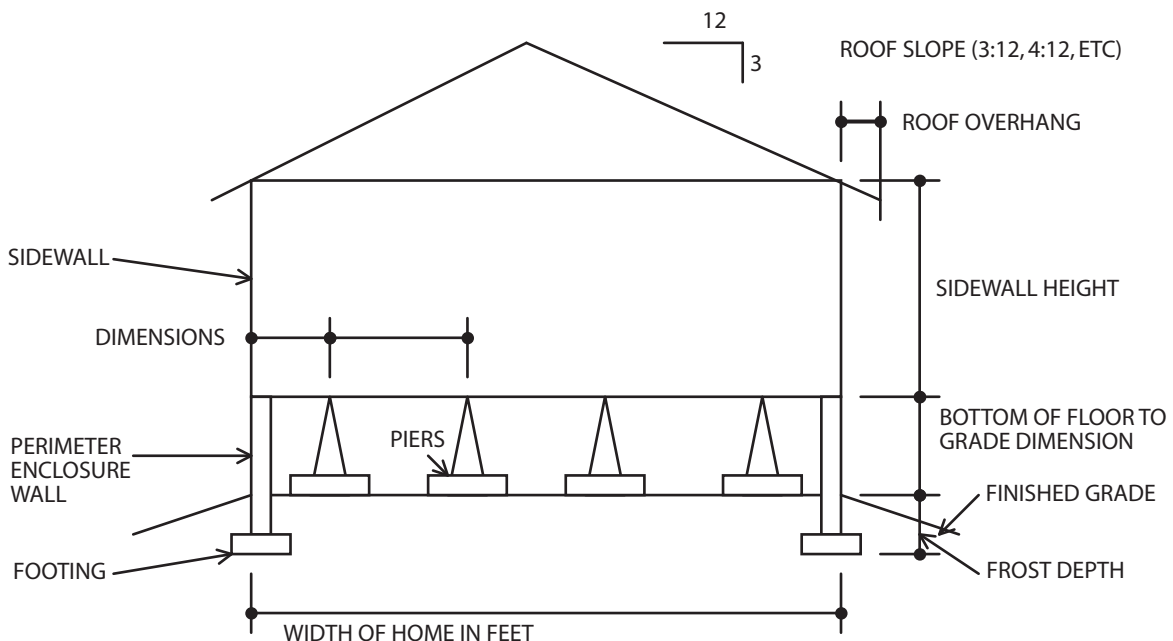 12
3
ROOF SLOPE (3:12, 4:12, ETC)
ROOF OVERHANG
SIDEWALL
SIDEWALL HEIGHT
DIMENSIONS
PERIMETER
ENCLOSURE
WALL
PIERS
BOTTOM OF FLOOR TO
GRADE DIMENSION
FINISHED GRADE
FOOTING
FROST DEPTH
WIDTH OF HOME IN FEET